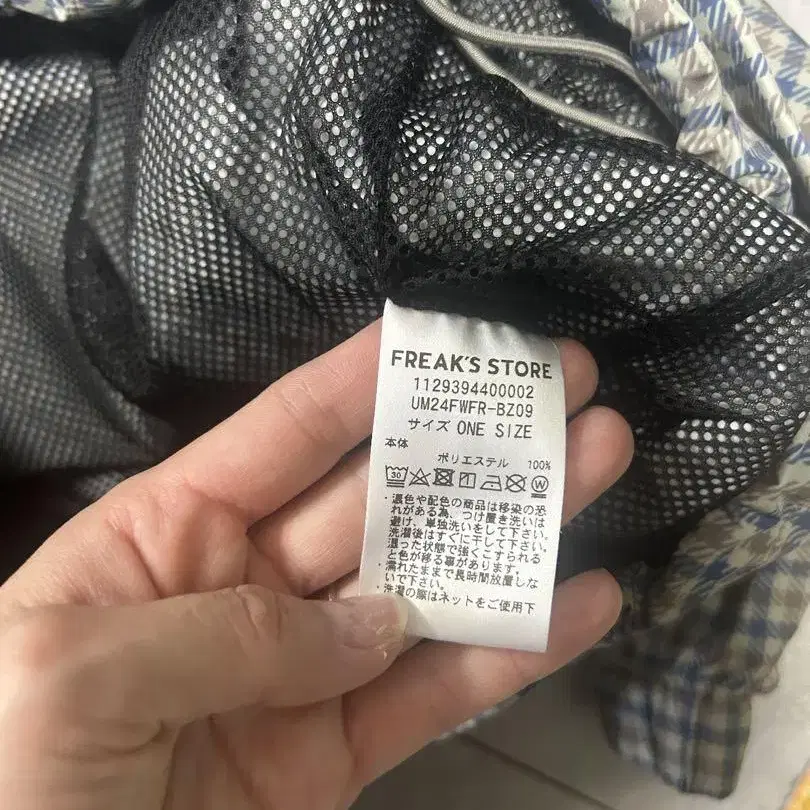 FREAK'S STORE
1129394400002
UM24FWFR-BZ09
サイズ ONE SIZE
本体
ポリエステル 100%
30
W
・濃色や配色の商品は移染の恐
れがある為、つけ置き洗いは
避け、単独洗いをして下さい。
洗濯後はすぐに干して下さい。
湿った状態で強くこすられる
と色が移る事があります。
・濡れたままで長時間放置しな
いで下さい。
・洗濯の際はネットをご使用下